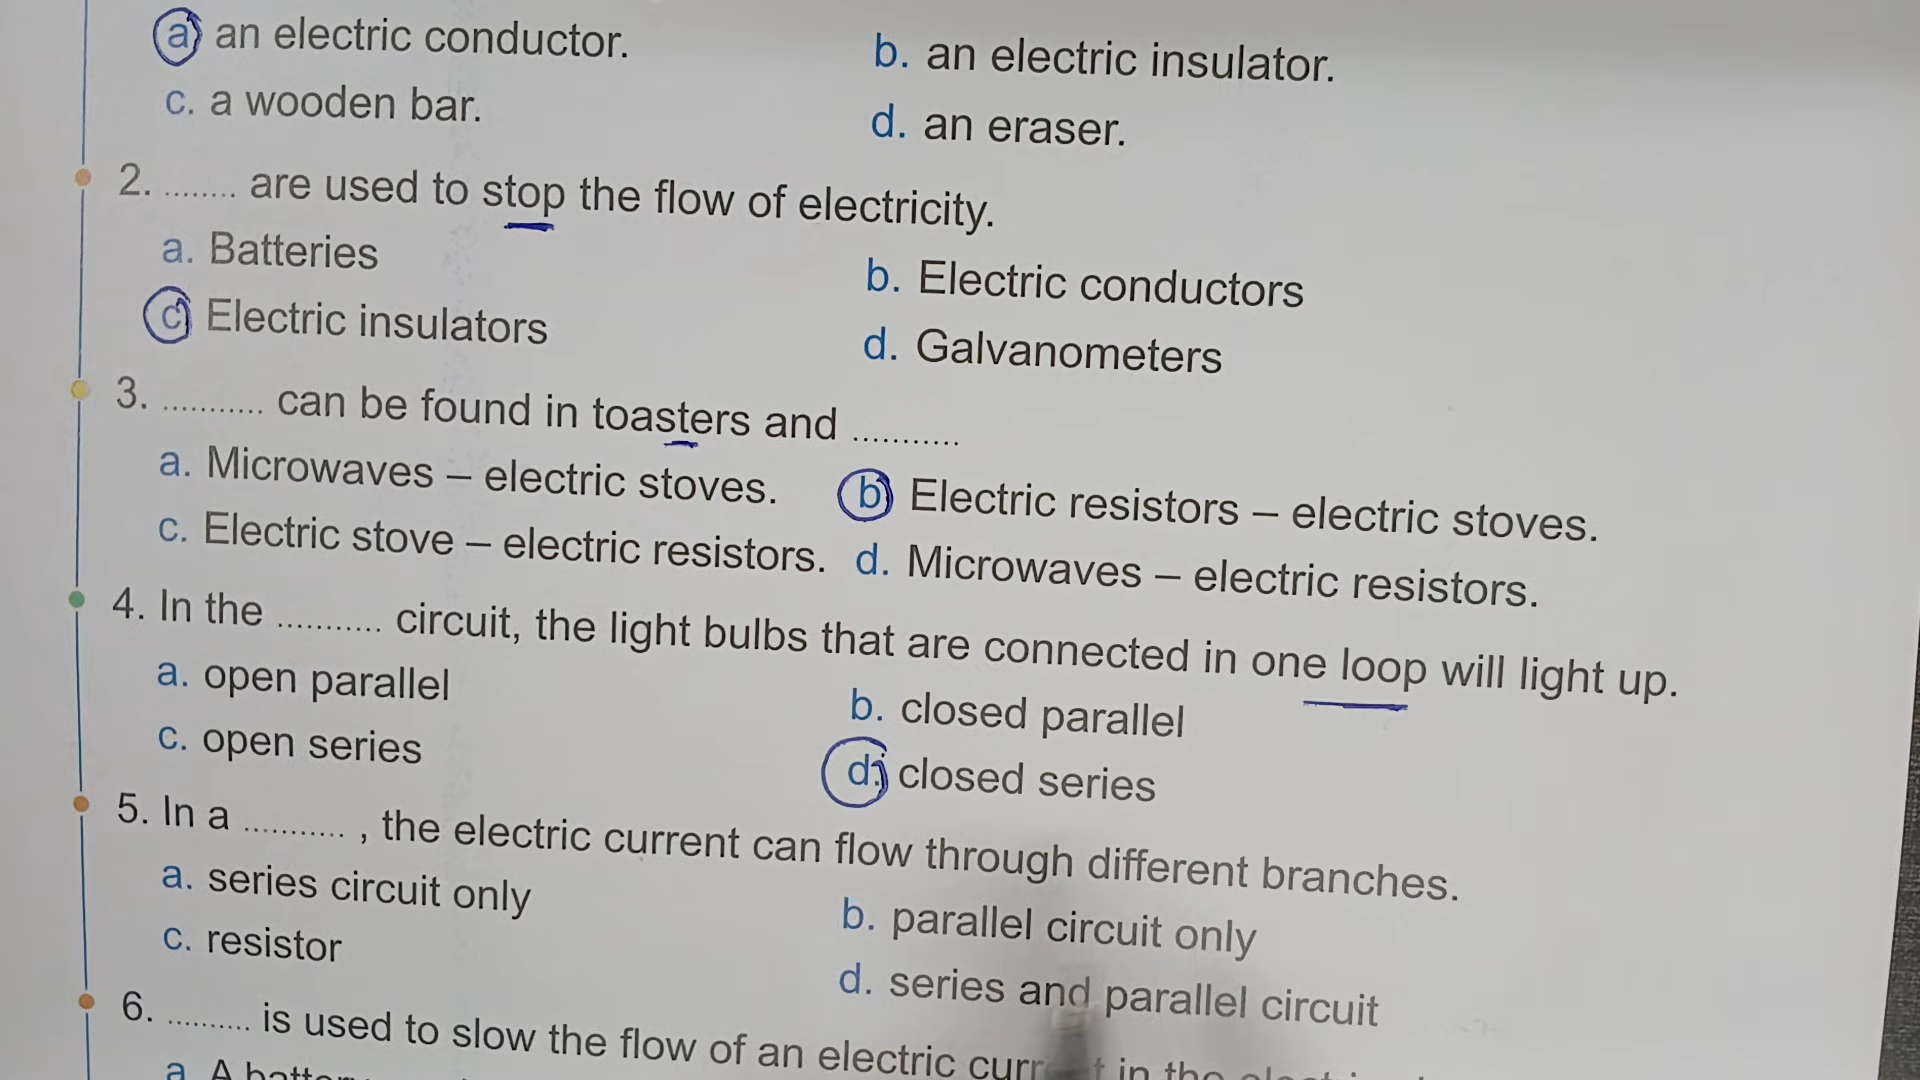 a. an electric conductor.
b. an electric insulator.
c. a wooden bar.
d. an eraser.
2. ........ are used to stop the flow of electricity.
a. Batteries
b. Electric conductors
c. Electric insulators
d. Galvanometers
3. ........... can be found in toasters and ...........
a. Microwaves – electric stoves.
b. Electric resistors – electric stoves.
c. Electric stove – electric resistors.
d. Microwaves – electric resistors.
4. In the ........... circuit, the light bulbs that are connected in one loop will light up.
a. open parallel
b. closed parallel
c. open series
d. closed series
5. In a ........... , the electric current can flow through different branches.
a. series circuit only
b. parallel circuit only
c. resistor
d. series and parallel circuit
6. .......... is used to slow the flow of an electric current in the
a. A